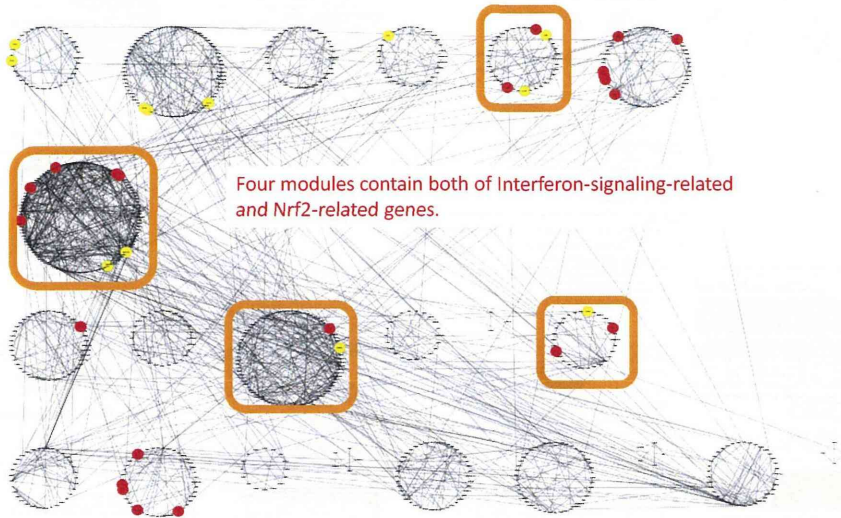 Four modules contain both of Interferon-signaling-related
and Nrf2-related genes.